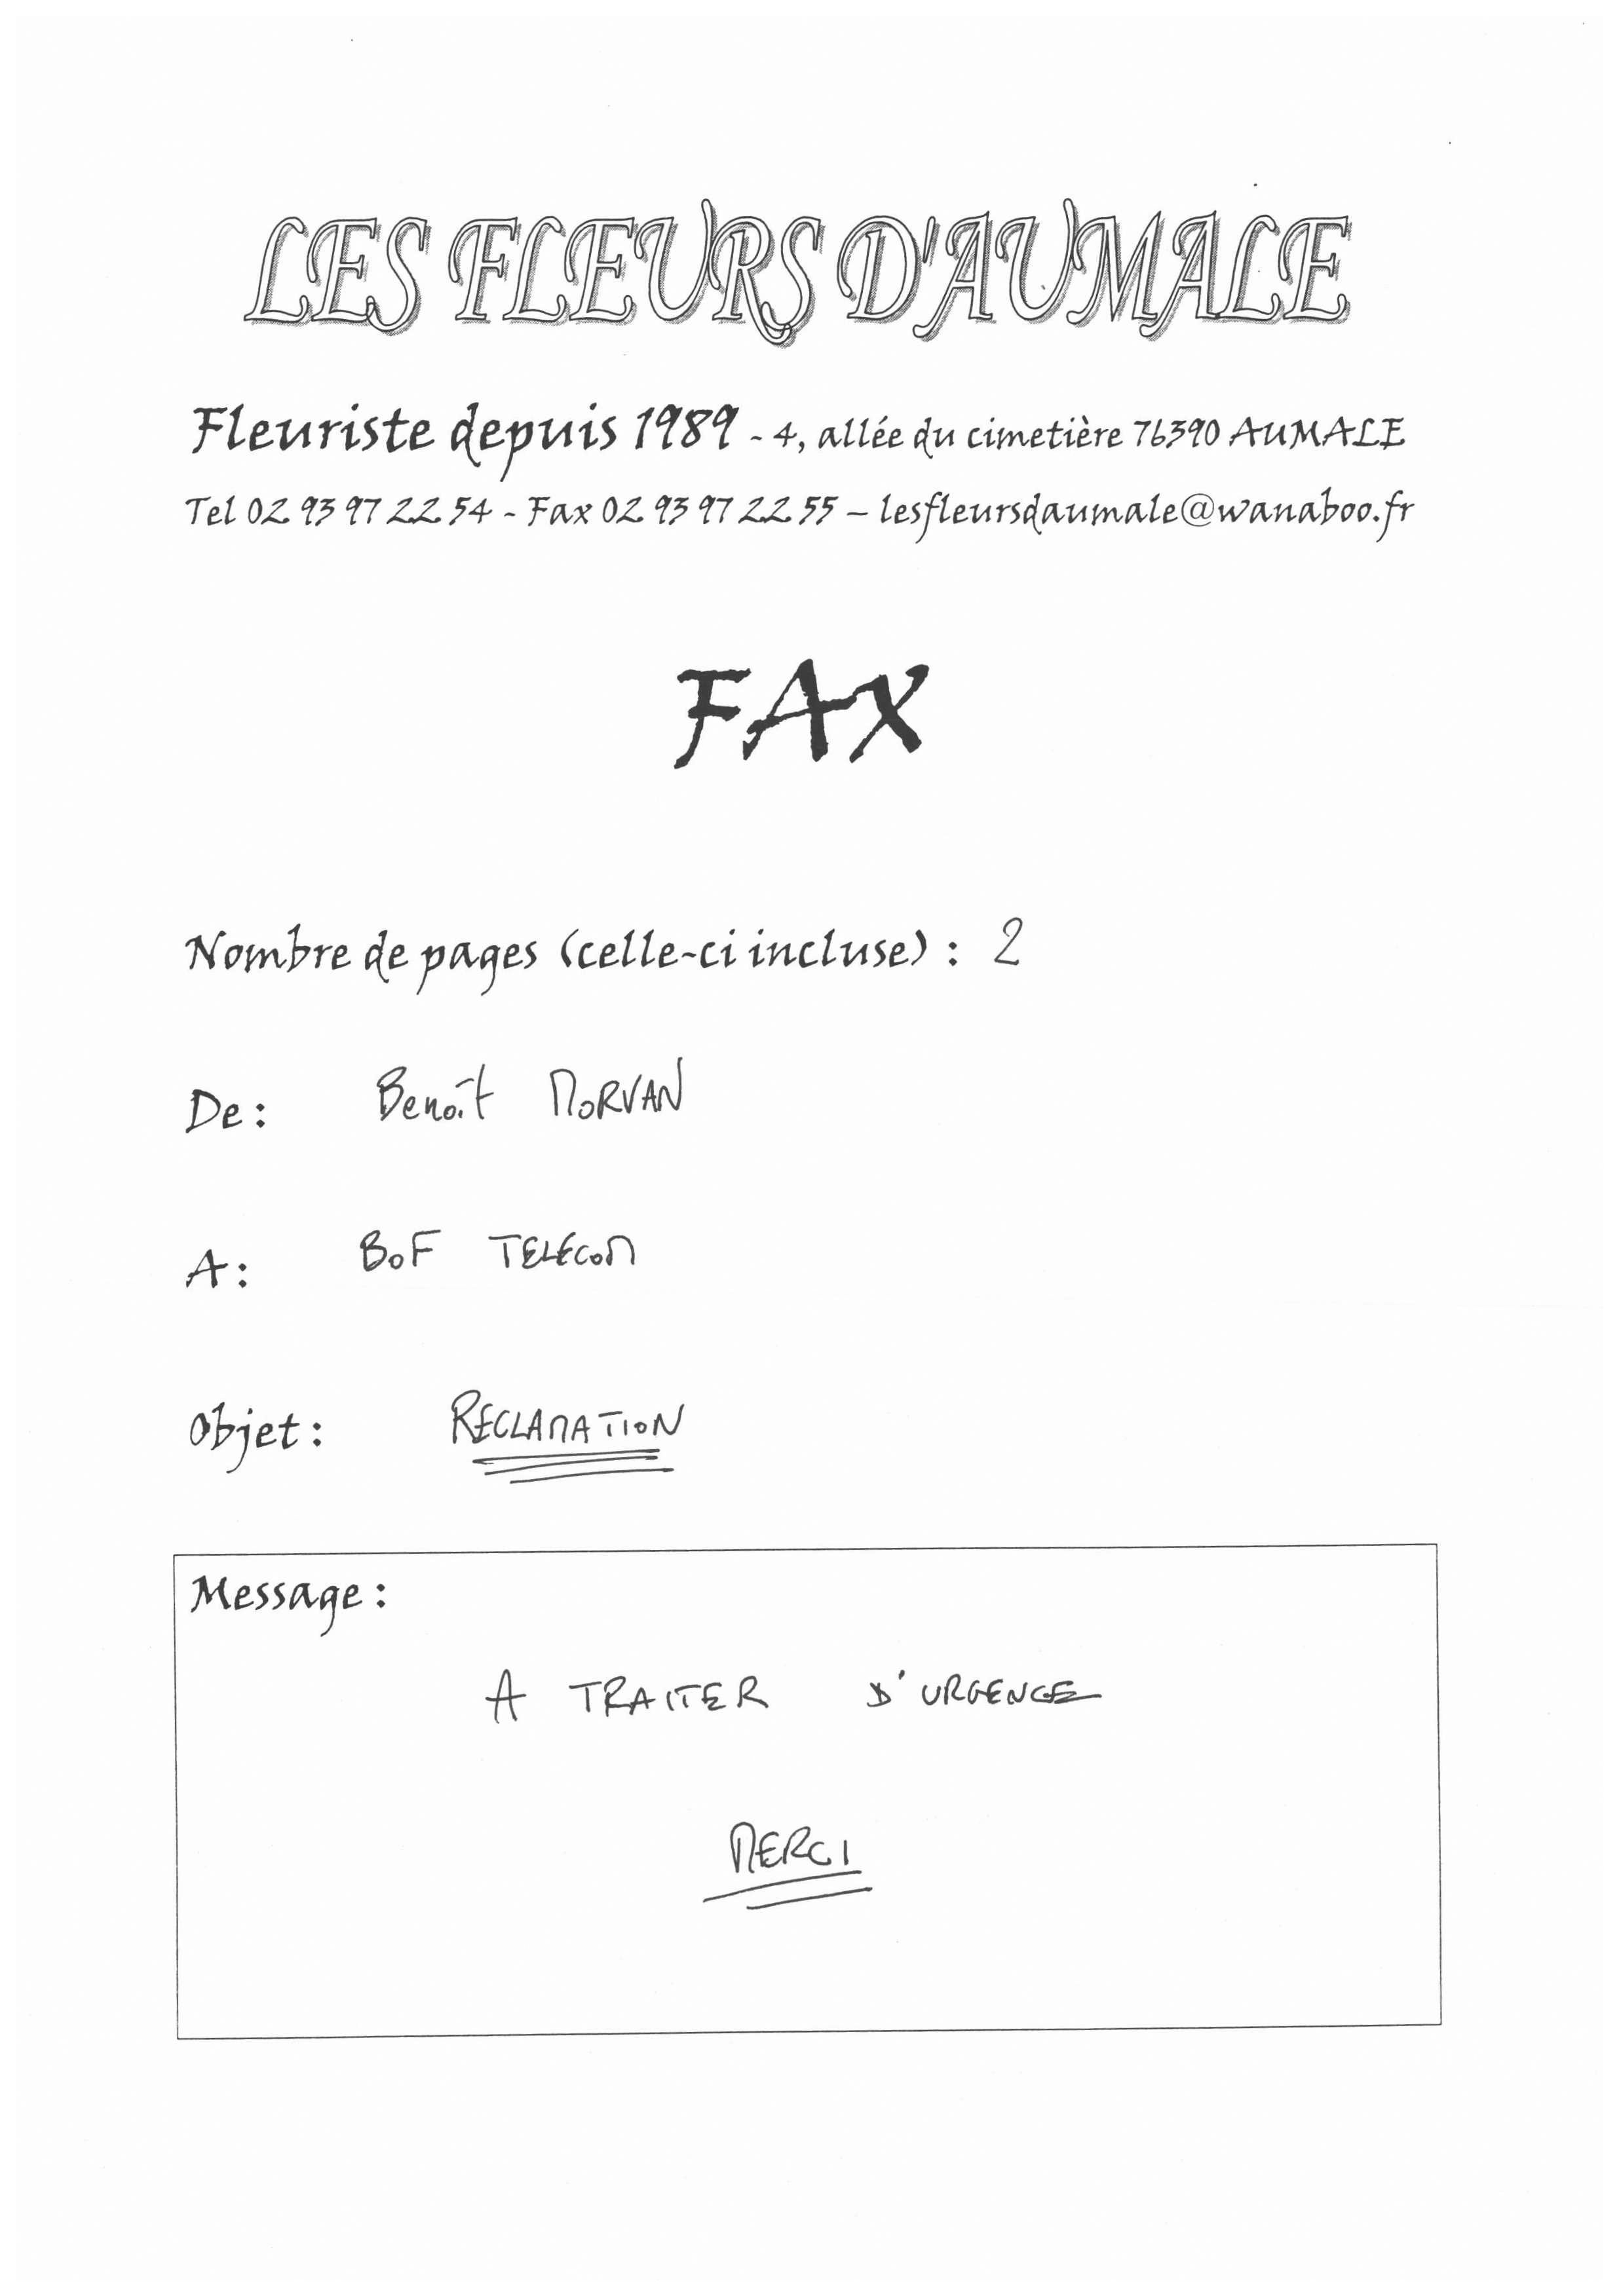 LES FLEURS D'AUMALE
Fleuriste depuis 1989 - 4, allée du cimetière 76390 AUMALE
Tel 02 93 97 22 54 - Fax 02 93 97 22 55 – lesfleursdaumale@wanaboo.fr
FAX
Nombre de pages (celle-ci incluse) : 2
De : Benoît MORVAN
A : BOF TELECOM
Objet : RECLAMATION
Message :
A TRAITER D'URGENCE
MERCI